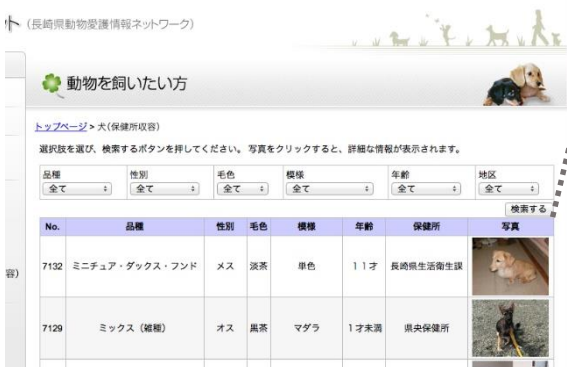 ット (長崎県動物愛護情報ネットワーク)
動物を飼いたい方
トップページ > 犬(保健所収容)
選択肢を選び、検索するボタンを押してください。 写真をクリックすると、詳細な情報が表示されます。
品種 性別 毛色 模様 年齢 地区
全て 全て 全て 全て 全て 全て
検索する
No. 品種 性別 毛色 模様 年齢 保健所 写真
7132 ミニチュア・ダックス・フンド メス 淡茶 単色 11才 長崎県生活衛生課
容)
7129 ミックス (雑種) オス 黒茶 マダラ 1才未満 県央保健所